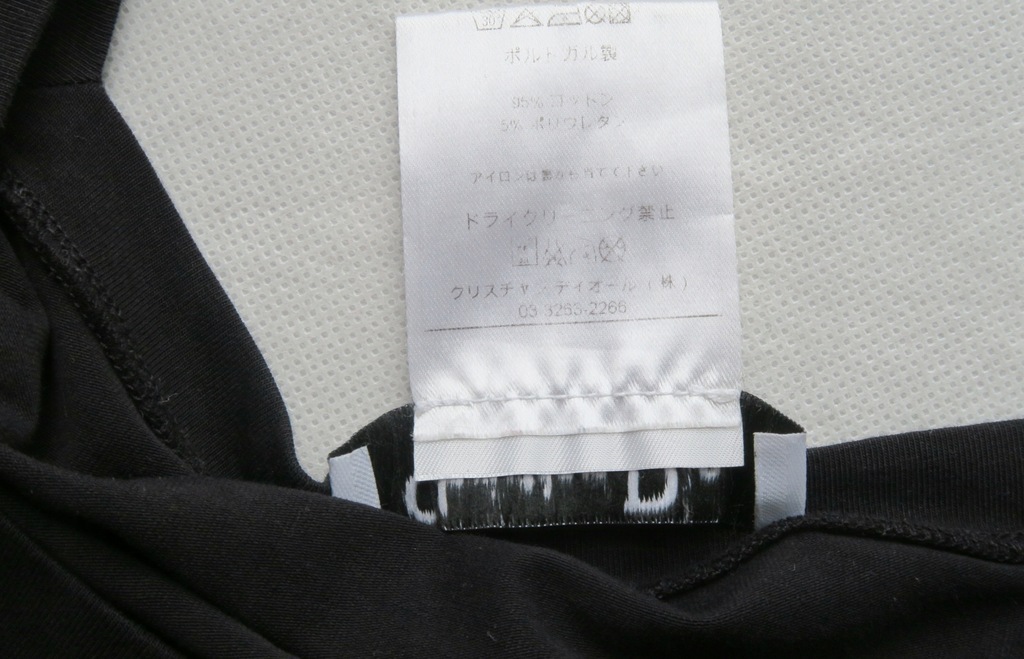 30
ポルトガル製
95% コットン
5% ポリウレタン
アイロンは裏から当てて下さい
ドライクリーニング禁止
クリスチャンディオール(株)
03-3263-2266